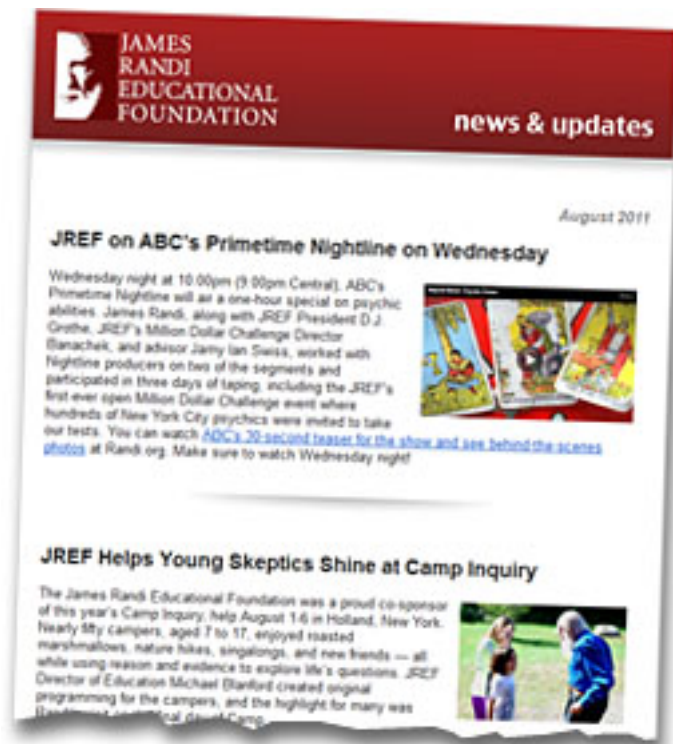 JAMES
RANDI
EDUCATIONAL
FOUNDATION
news & updates
August 2011
JREF on ABC's Primetime Nightline on Wednesday
Wednesday night at 10:00pm (9:00pm Central), ABC's
Primetime Nightline will air a one-hour special on psychic
abilities. James Randi, along with JREF President D.J.
Grothe, JREF's Million Dollar Challenge Director
Banachek, and advisor Jamy Ian Swiss, worked with
Nightline producers on two of the segments and
participated in three days of taping, including the JREF's
first ever open Million Dollar Challenge event where
hundreds of New York City psychics were invited to take
our tests. You can watch ABC's 30-second teaser for the show and see behind-the-scenes
photos at Randi.org. Make sure to watch Wednesday night!
JREF Helps Young Skeptics Shine at Camp Inquiry
The James Randi Educational Foundation was a proud co-sponsor
of this year's Camp Inquiry, help August 1-6 in Holland, New York.
Nearly fifty campers, aged 7 to 17, enjoyed roasted
marshmallows, nature hikes, singalongs, and new friends — all
while using reason and evidence to explore life's questions. JREF
Director of Education Michael Blanford created original
programming for the campers, and the highlight for many was
final day of Camp